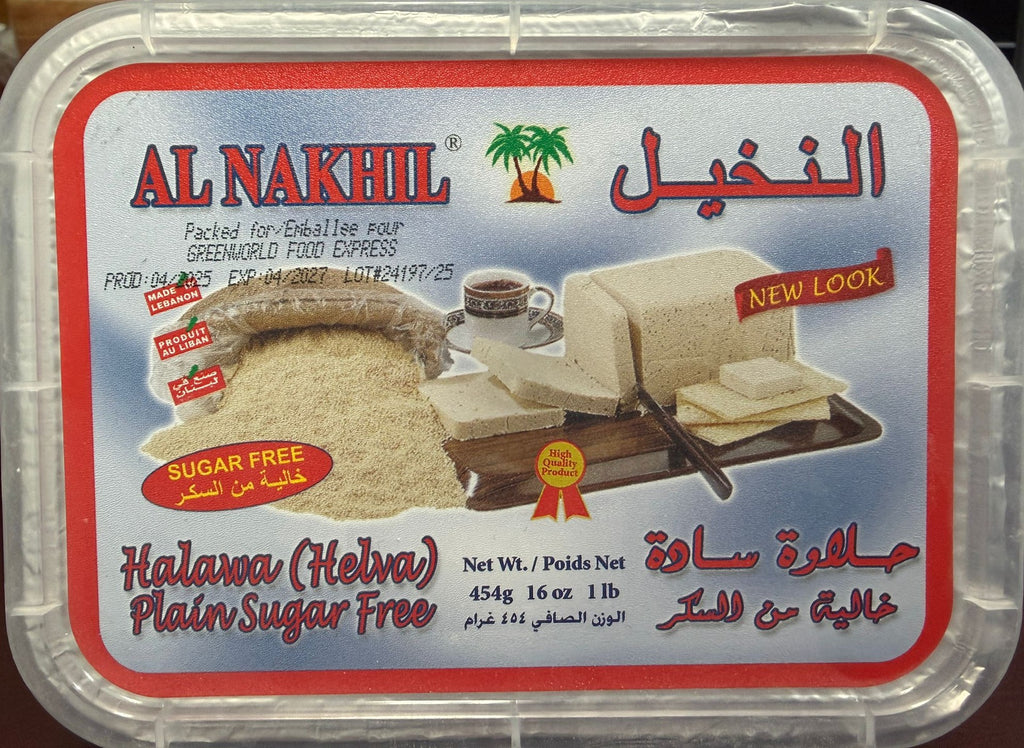 AL NAKHIL®
النخيل
Packed for/Emballee pour
GREENWORLD FOOD EXPRESS
PROD:04/2025 EXP:04/2027 LOT#24197/25
MADE
LEBANON
PRODUIT
AU LIBAN
صنع في
لبنان
NEW LOOK
SUGAR FREE
خالية من السكر
High
Quality
Product
Halawa (Helva)
Plain Sugar Free
Net Wt. / Poids Net
454g 16 oz 1 lb
الوزن الصافي ٤٥٤ غرام
حلاوة سادة
خالية من السكر